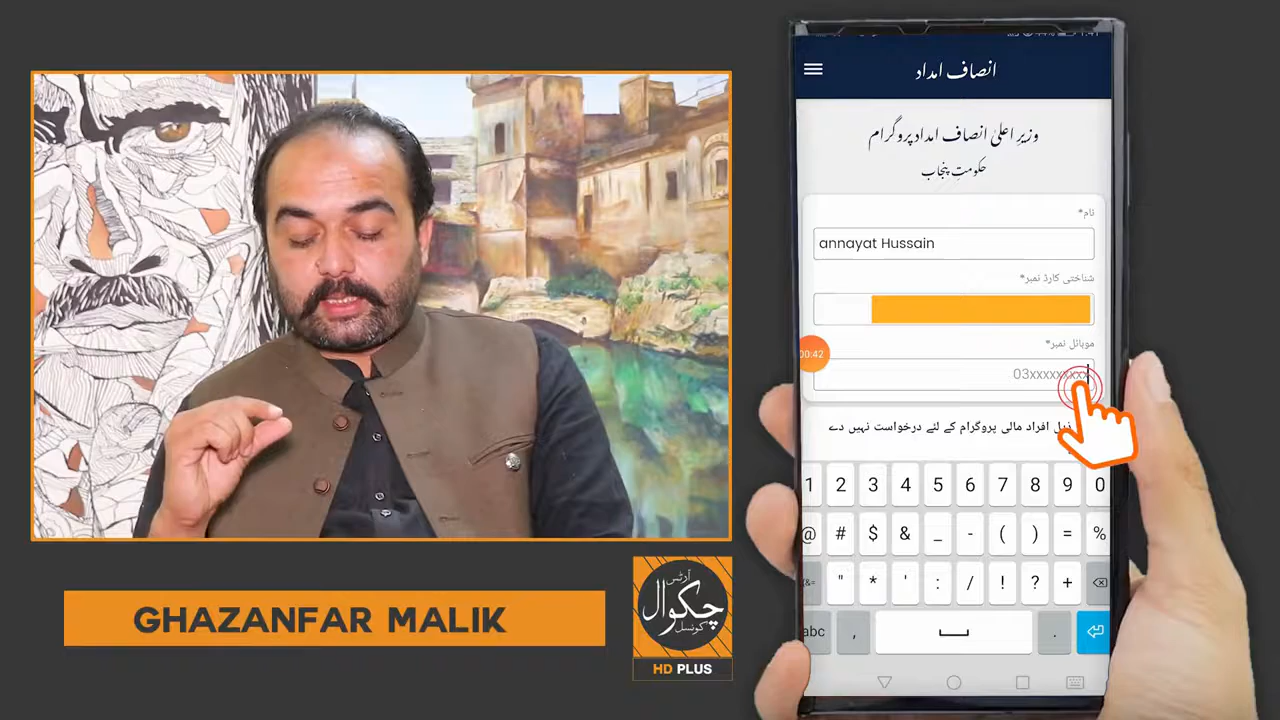 انصاف امداد
وزیرِ اعلیٰ انصاف امداد پروگرام
حکومتِ پنجاب
نام*
annayat Hussain
شناختی کارڈ نمبر*
موبائل نمبر*
00:42
03xxxxxxxxx
افراد مالی پروگرام کے لئے درخواست نہیں دے
1 2 3 4 5 6 7 8 9 0
@ # $ & _ - ( ) = %
" * ' : / ! ? +
abc , .
GHAZANFAR MALIK
آرٹس
چکوال
کونسل
HD PLUS